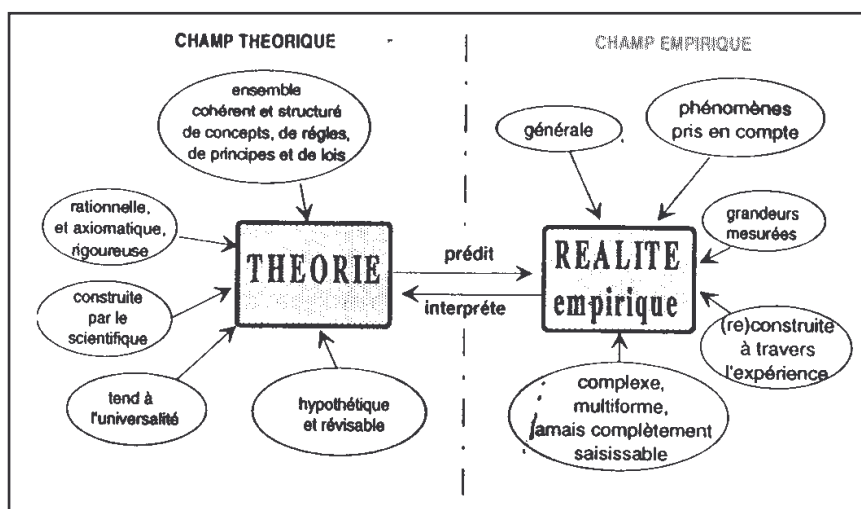 CHAMP THEORIQUE
CHAMP EMPIRIQUE
ensemble
cohérent et structuré
de concepts, de régles,
de principes et de lois
rationnelle,
et axiomatique,
rigoureuse
construite
par le
scientifique
tend à
l'universalité
hypothétique
et révisable
THEORIE
prédit
interpréte
générale
phénomènes
pris en compte
grandeurs
mesurées
REALITE
empirique
(re)construite
à travers
l'expérience
complexe,
multiforme,
jamais complètement
saisissable